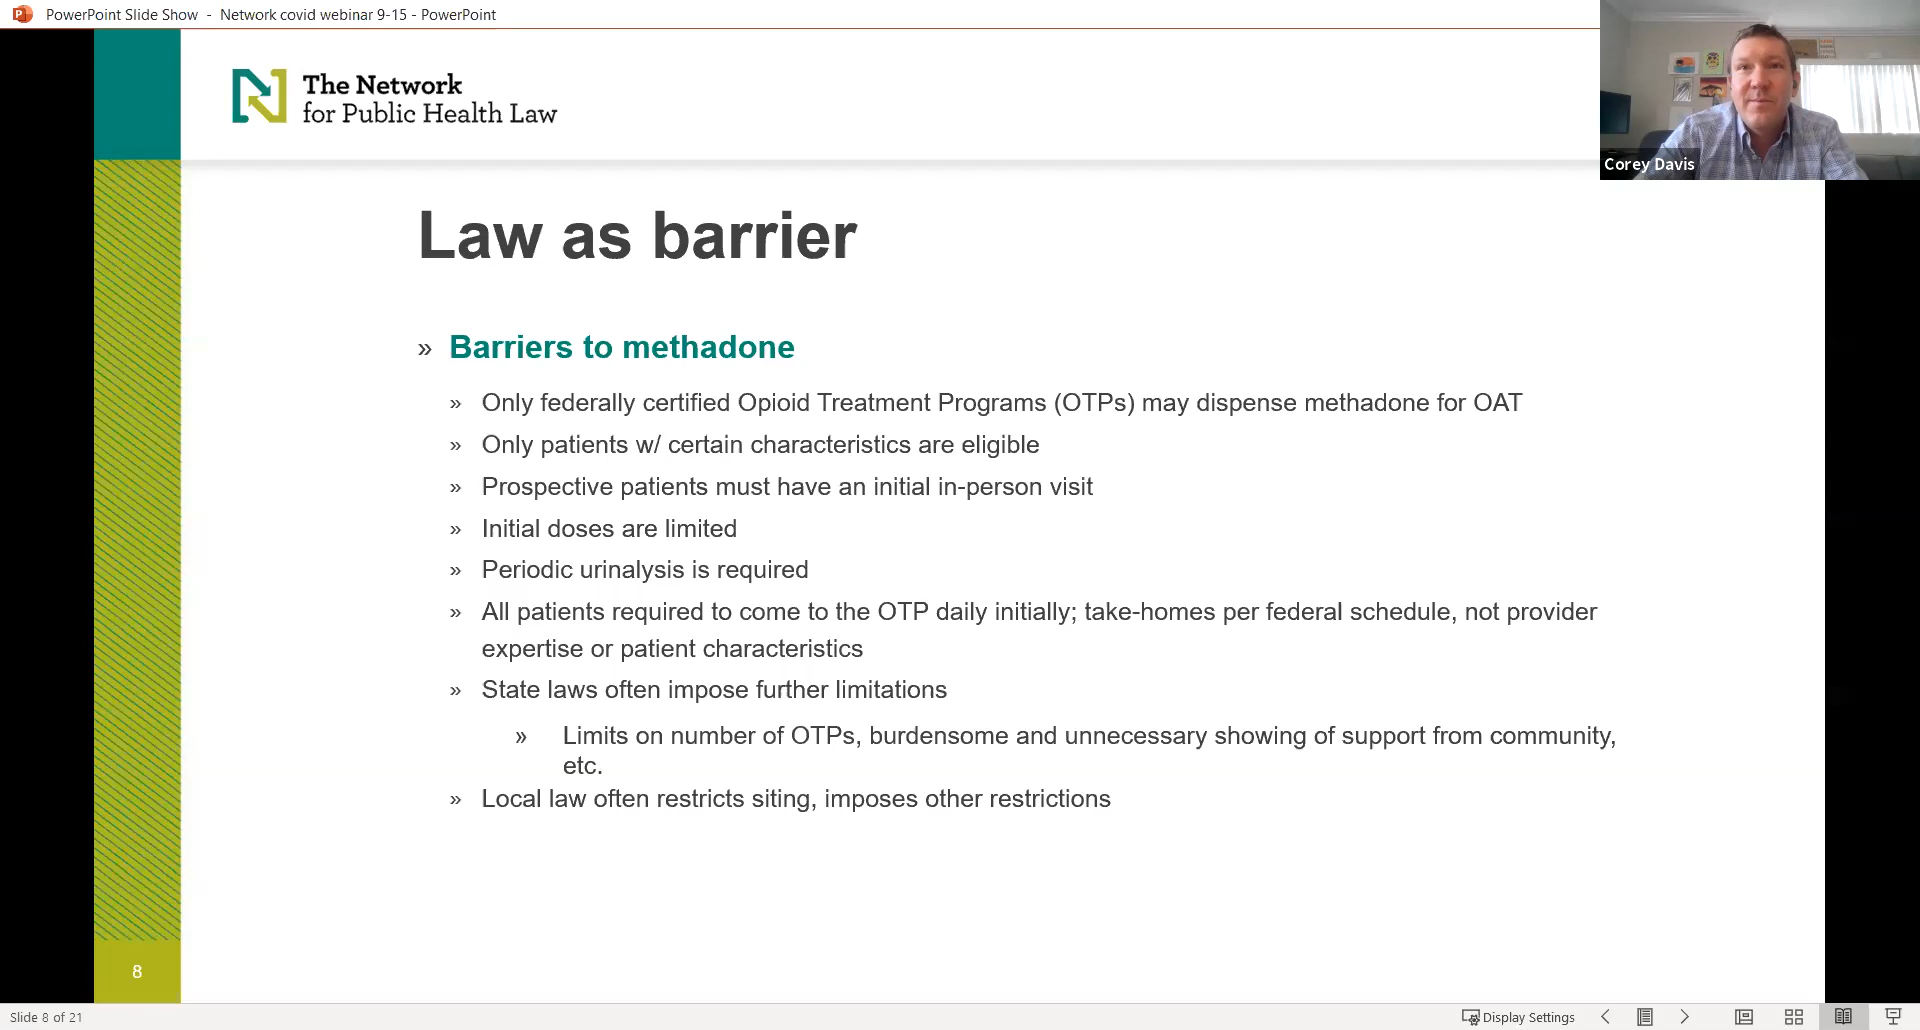 PowerPoint Slide Show - Network covid webinar 9-15 - PowerPoint
The Network
for Public Health Law
Corey Davis
Law as barrier
» Barriers to methadone
» Only federally certified Opioid Treatment Programs (OTPs) may dispense methadone for OAT
» Only patients w/ certain characteristics are eligible
» Prospective patients must have an initial in-person visit
» Initial doses are limited
» Periodic urinalysis is required
» All patients required to come to the OTP daily initially; take-homes per federal schedule, not provider
expertise or patient characteristics
» State laws often impose further limitations
» Limits on number of OTPs, burdensome and unnecessary showing of support from community,
etc.
» Local law often restricts siting, imposes other restrictions
8
Slide 8 of 21
Display Settings